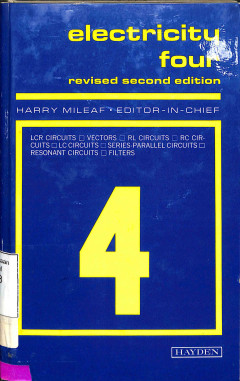 electricity
four
revised second edition
HARRY MILEAF • EDITOR-IN-CHIEF
LCR CIRCUITS □ VECTORS □ RL CIRCUITS □ RC CIR-
CUITS □ LC CIRCUITS □ SERIES-PARALLEL CIRCUITS □
RESONANT CIRCUITS □ FILTERS
4
HAYDEN